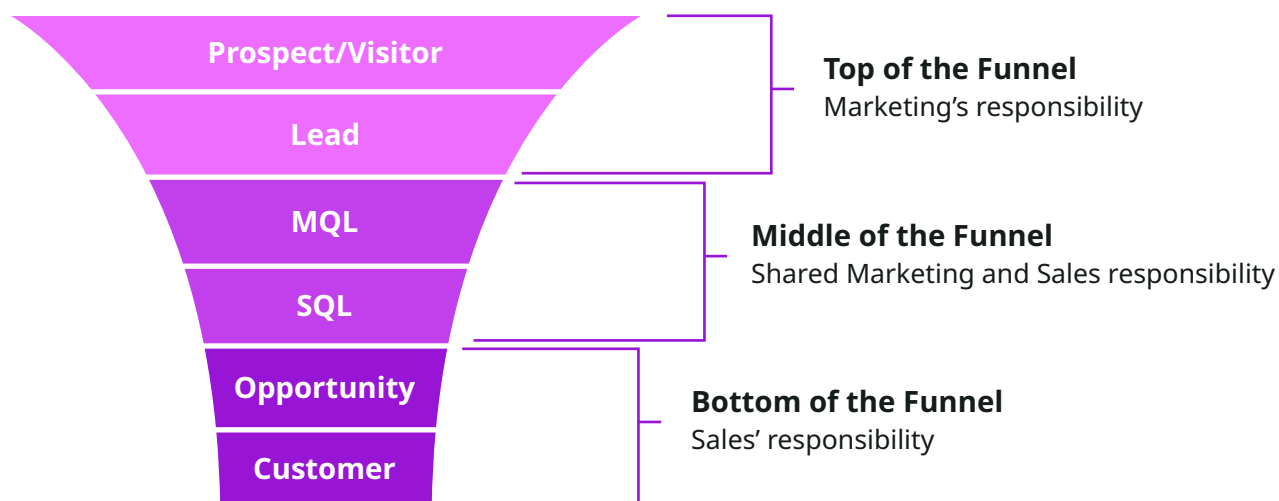 Prospect/Visitor
Lead
MQL
SQL
Opportunity
Customer
Top of the Funnel
Marketing’s responsibility
Middle of the Funnel
Shared Marketing and Sales responsibility
Bottom of the Funnel
Sales’ responsibility